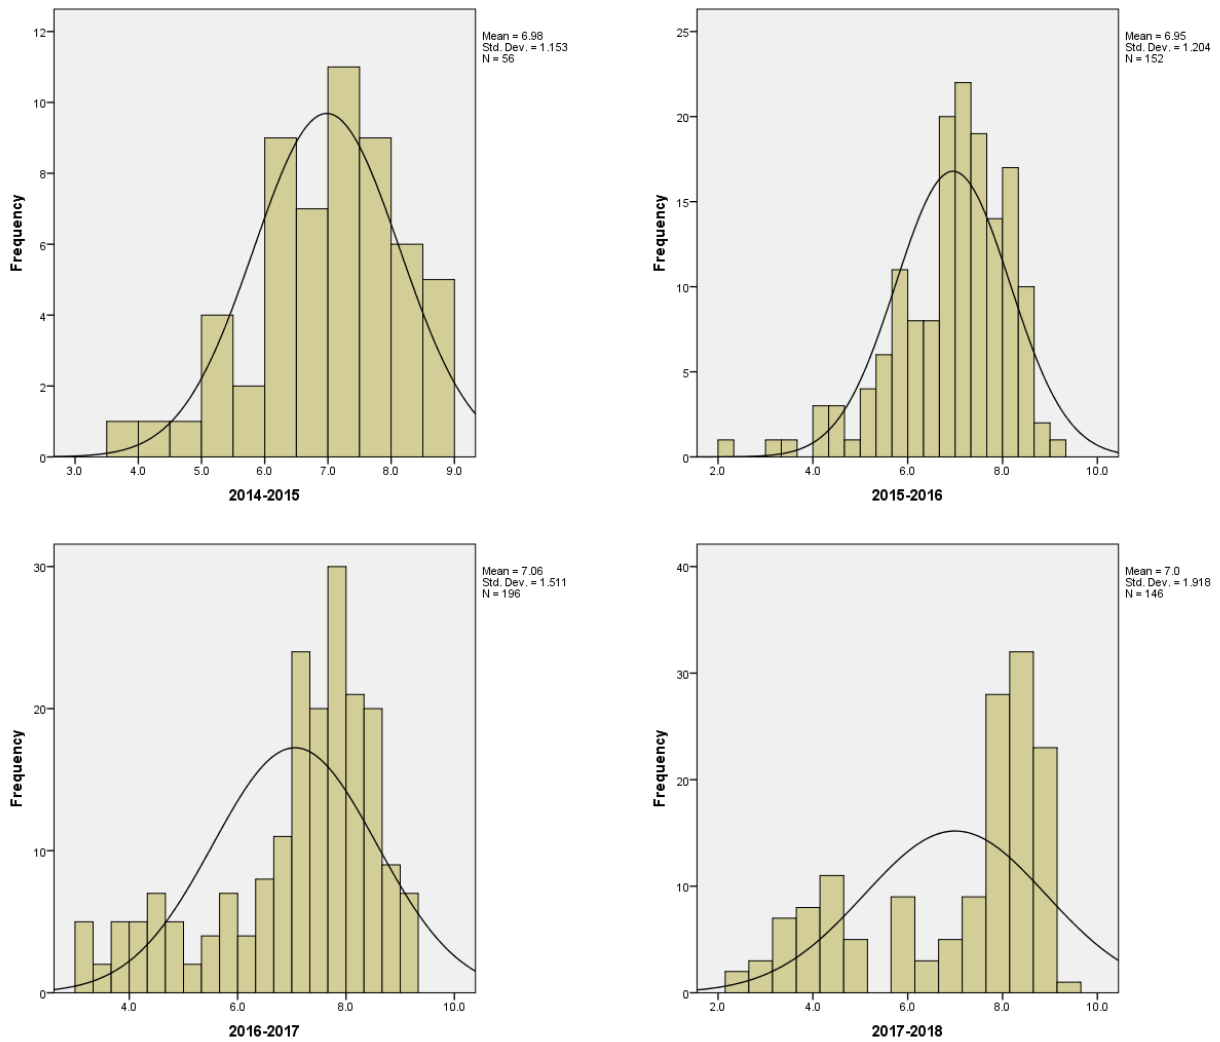 Mean = 6.98
Std. Dev. = 1.153
N = 56
12
10
8
6
4
2
0
Frequency
3.0 4.0 5.0 6.0 7.0 8.0 9.0
2014-2015
Mean = 6.95
Std. Dev. = 1.204
N = 152
25
20
15
10
5
0
Frequency
2.0 4.0 6.0 8.0 10.0
2015-2016
Mean = 7.06
Std. Dev. = 1.511
N = 196
30
20
10
0
Frequency
4.0 6.0 8.0 10.0
2016-2017
Mean = 7.0
Std. Dev. = 1.918
N = 146
40
30
20
10
0
Frequency
2.0 4.0 6.0 8.0 10.0
2017-2018